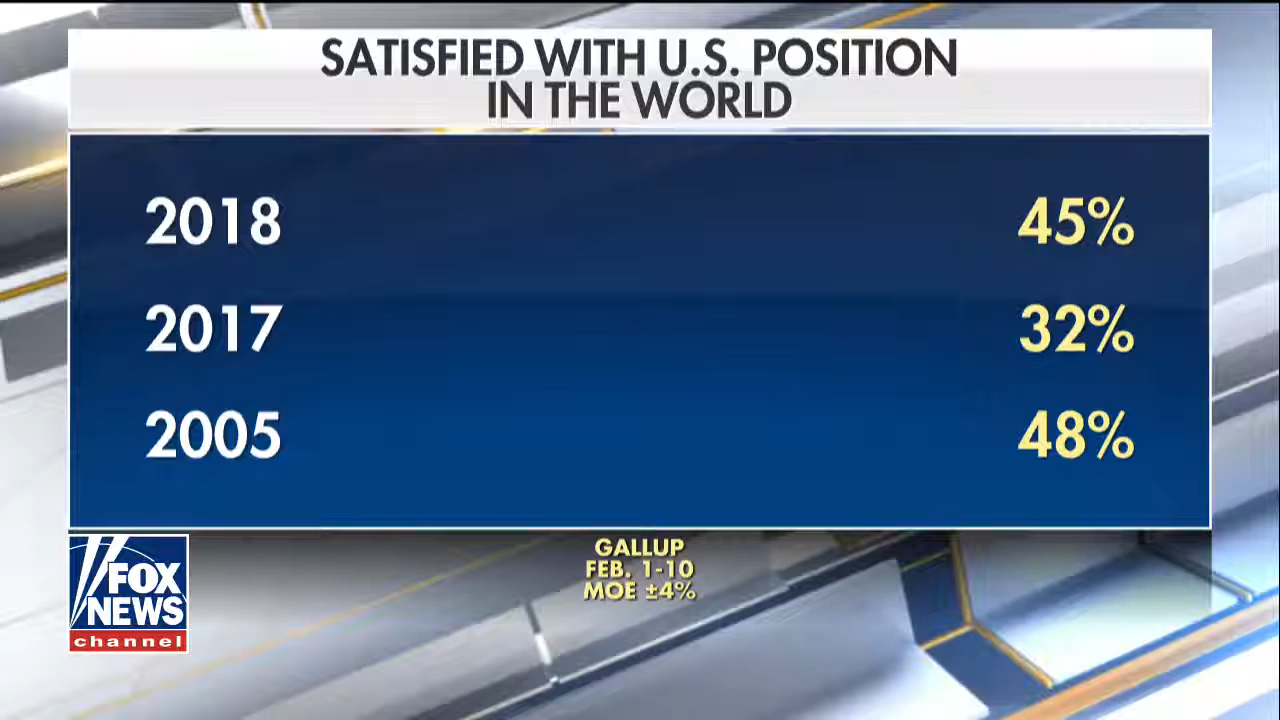 SATISFIED WITH U.S. POSITION
IN THE WORLD
2018 45%
2017 32%
2005 48%
GALLUP
FEB. 1-10
MOE ±4%
FOX
NEWS
channel